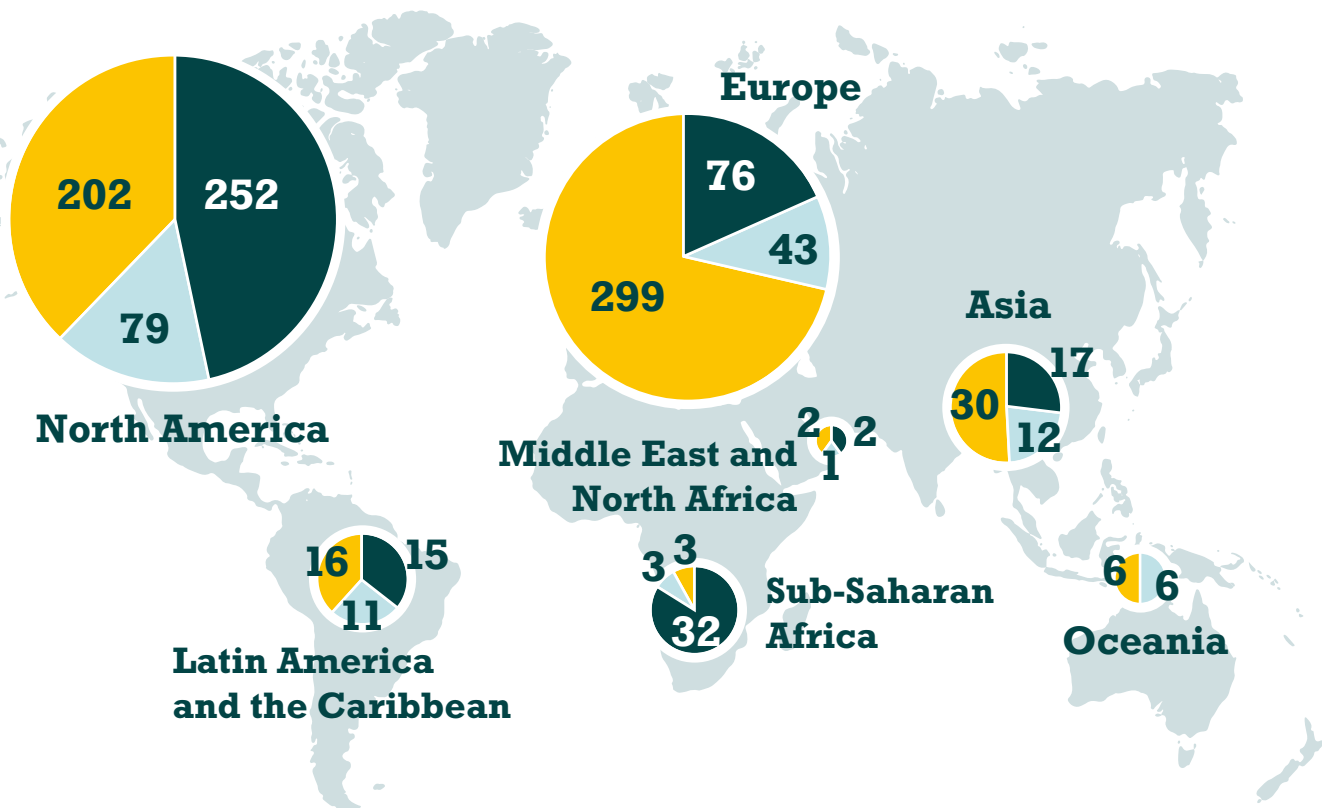 202
252
79
North America
Europe
76
43
299
Asia
17
30
12
2
2
1
Middle East and
North Africa
16
15
11
Latin America
and the Caribbean
3
3
32
Sub-Saharan
Africa
6
6
Oceania